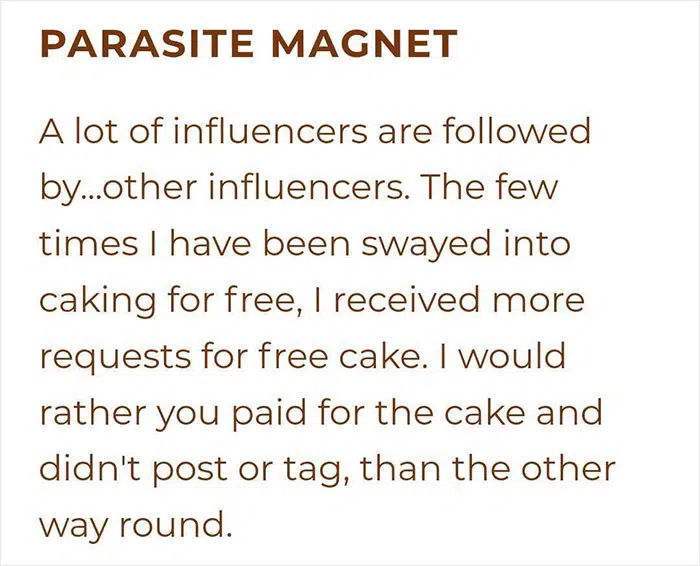 PARASITE MAGNET
A lot of influencers are followed
by...other influencers. The few
times I have been swayed into
caking for free, I received more
requests for free cake. I would
rather you paid for the cake and
didn't post or tag, than the other
way round.